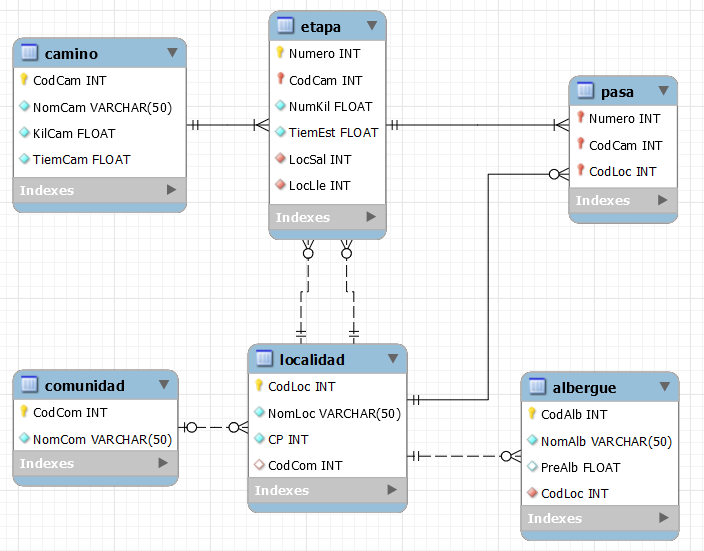 camino
CodCam INT
NomCam VARCHAR(50)
KilCam FLOAT
TiemCam FLOAT
Indexes
etapa
Numero INT
CodCam INT
NumKil FLOAT
TiemEst FLOAT
LocSal INT
LocLle INT
Indexes
pasa
Numero INT
CodCam INT
CodLoc INT
Indexes
comunidad
CodCom INT
NomCom VARCHAR(50)
Indexes
localidad
CodLoc INT
NomLoc VARCHAR(50)
CP INT
CodCom INT
Indexes
albergue
CodAlb INT
NomAlb VARCHAR(50)
PreAlb FLOAT
CodLoc INT
Indexes